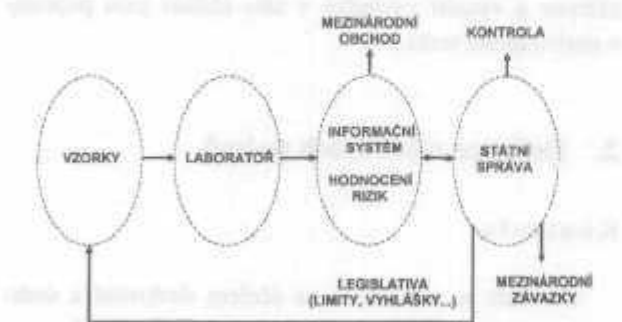 MEZINÁRODNÍ
OBCHOD
KONTROLA
VZORKY
LABORATOŘ
INFORMAČNÍ
SYSTÉM
HODNOCENÍ
RIZIK
STÁTNÍ
SPRÁVA
LEGISLATIVA
(LIMITY, VYHLÁŠKY...)
MEZINÁRODNÍ
ZÁVAZKY